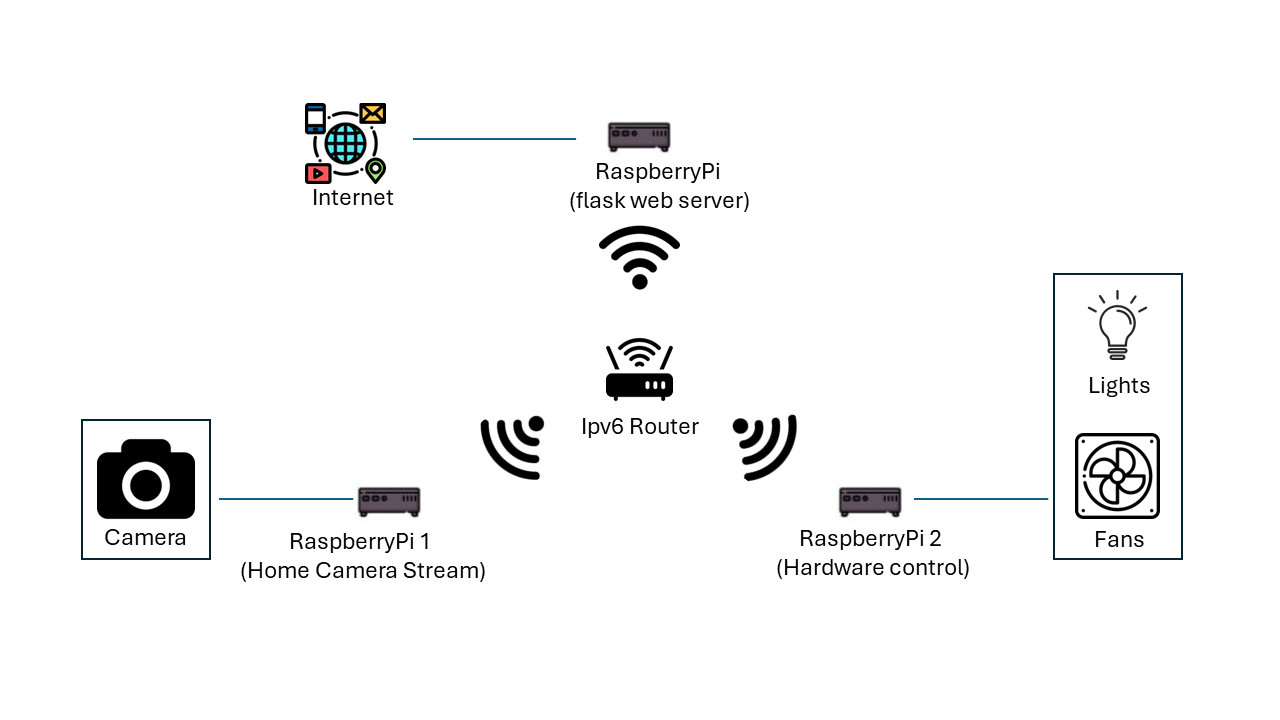 Internet
RaspberryPi
(flask web server)
Ipv6 Router
Lights
Camera
RaspberryPi 1
(Home Camera Stream)
RaspberryPi 2
(Hardware control)
Fans